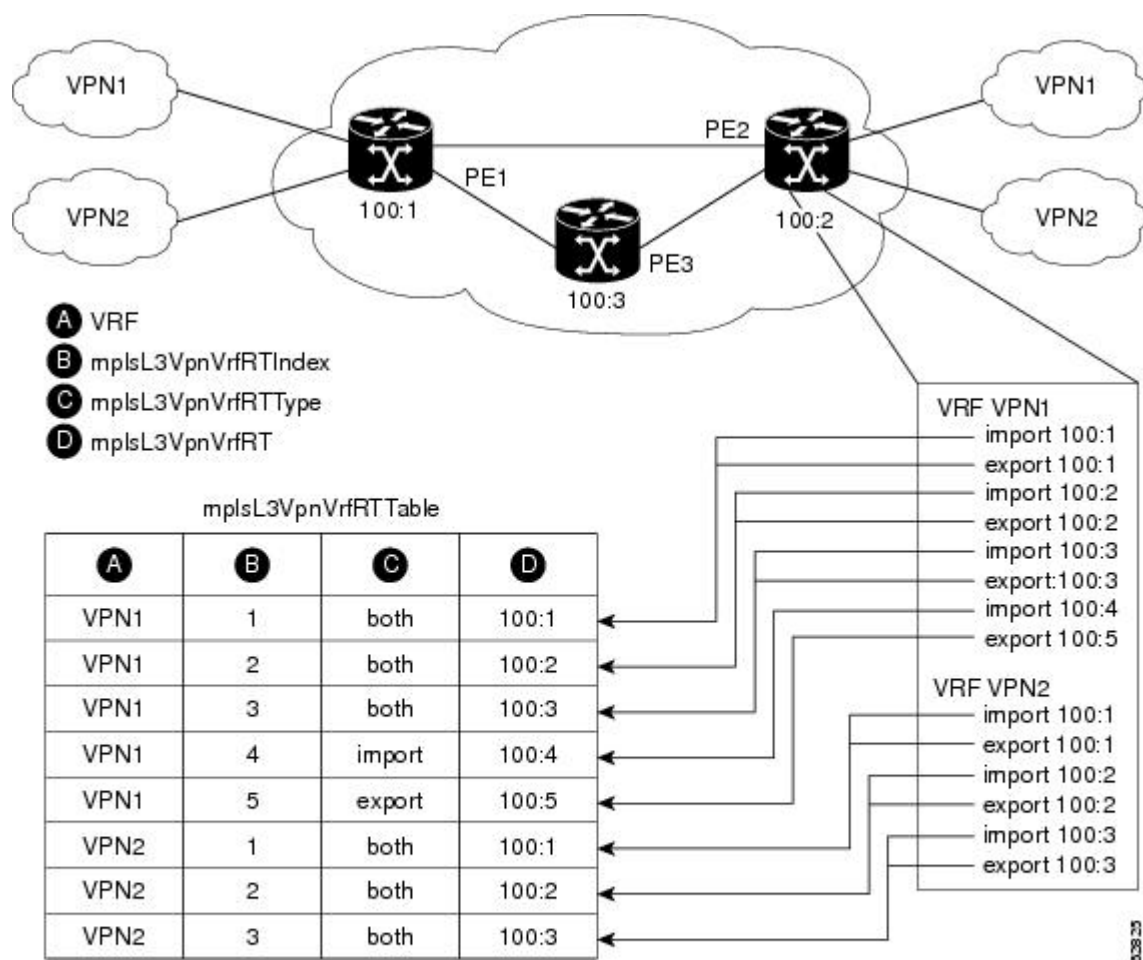 VPN1
VPN2
PE1
100:1
PE2
100:2
PE3
100:3
VPN1
VPN2
A VRF
B mplsL3VpnVrfRTIndex
C mplsL3VpnVrfRTType
D mplsL3VpnVrfRT
VRF VPN1
import 100:1
export 100:1
import 100:2
export 100:2
import 100:3
export:100:3
import 100:4
export 100:5
VRF VPN2
import 100:1
export 100:1
import 100:2
export 100:2
import 100:3
export 100:3
mplsL3VpnVrfRTTable
A B C D
VPN1 1 both 100:1
VPN1 2 both 100:2
VPN1 3 both 100:3
VPN1 4 import 100:4
VPN1 5 export 100:5
VPN2 1 both 100:1
VPN2 2 both 100:2
VPN2 3 both 100:3